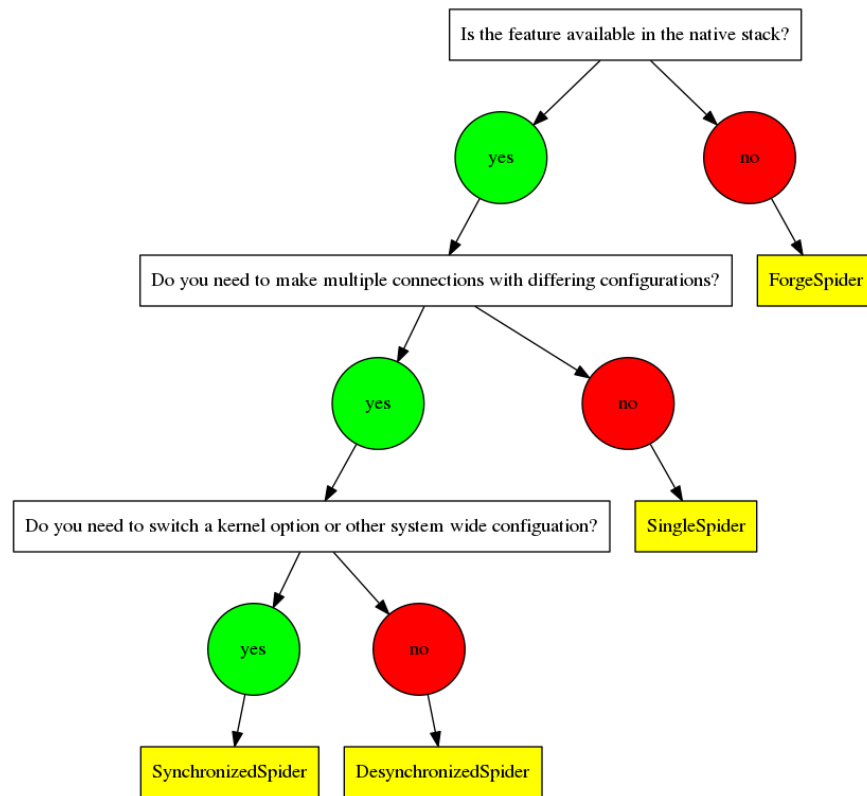 Is the feature available in the native stack?
yes
no
Do you need to make multiple connections with differing configurations?
ForgeSpider
yes
no
Do you need to switch a kernel option or other system wide configuation?
SingleSpider
yes
no
SynchronizedSpider
DesynchronizedSpider